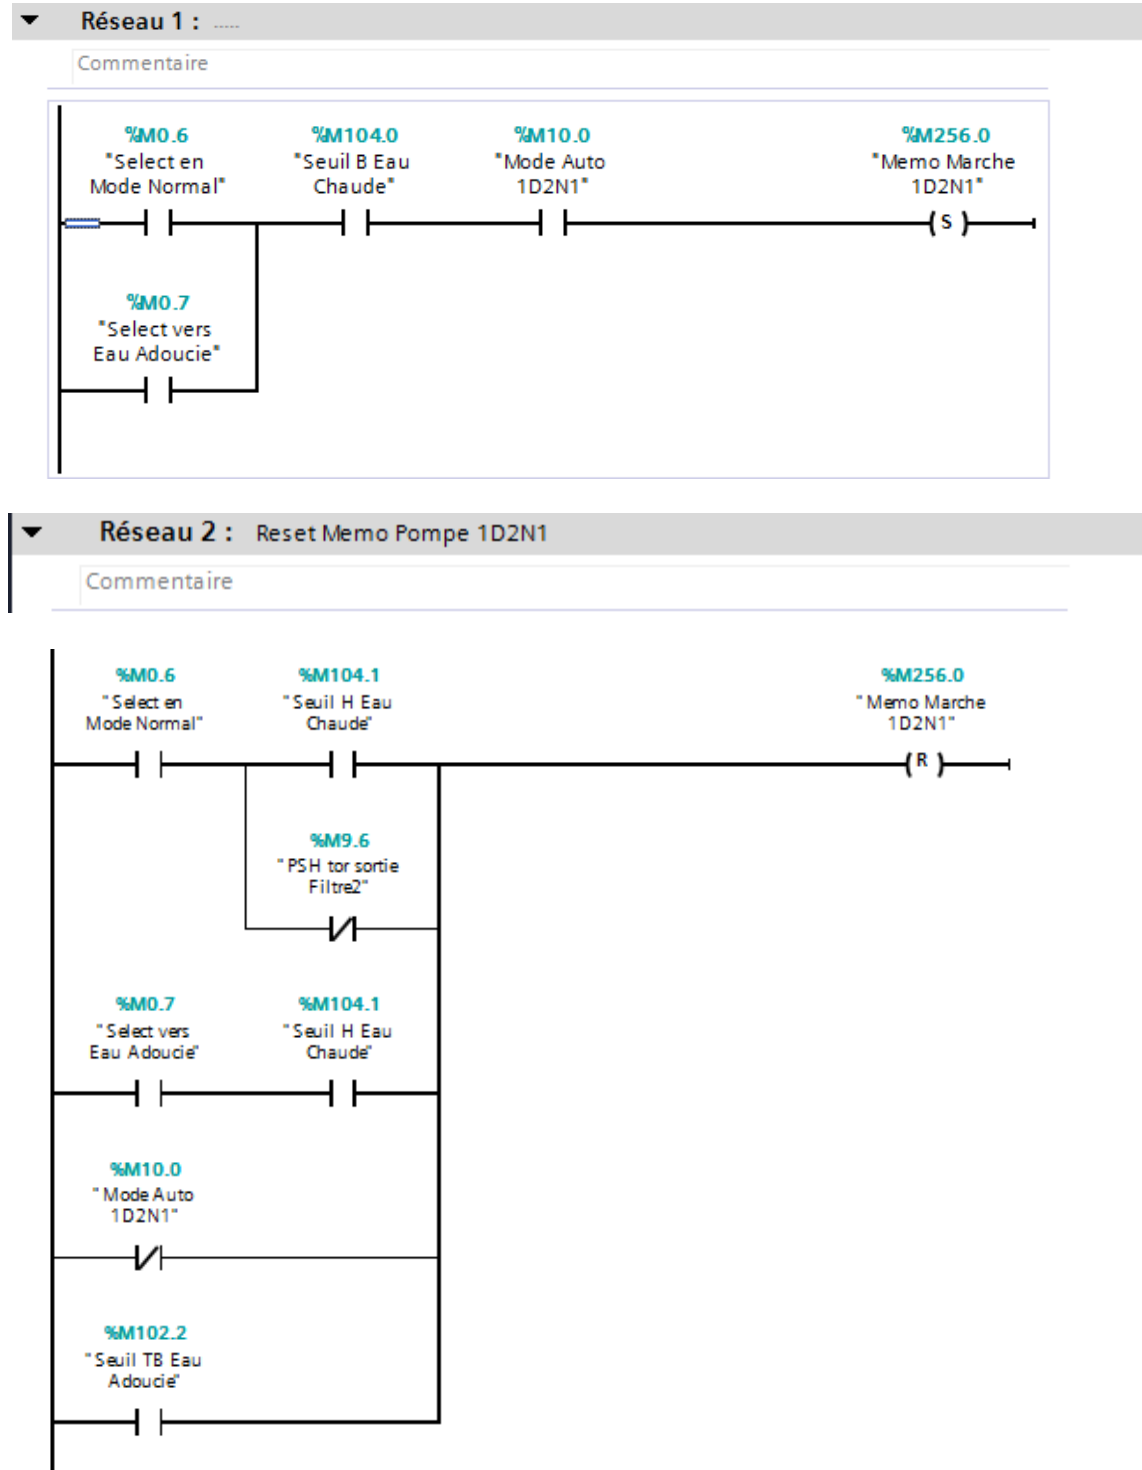 Réseau 1 : .....
Commentaire
%M0.6 %M104.0 %M10.0 %M256.0
"Select en "Seuil B Eau "Mode Auto "Memo Marche
Mode Normal" Chaude" 1D2N1" 1D2N1"
S
%M0.7
"Select vers
Eau Adoucie"
Réseau 2 : Reset Memo Pompe 1D2N1
Commentaire
%M0.6 %M104.1 %M256.0
"Select en "Seuil H Eau "Memo Marche
Mode Normal" Chaude" 1D2N1"
R
%M9.6
"PSH tor sortie
Filtre2"
%M0.7 %M104.1
"Select vers "Seuil H Eau
Eau Adoucie" Chaude"
%M10.0
"Mode Auto
1D2N1"
%M102.2
"Seuil TB Eau
Adoucie"